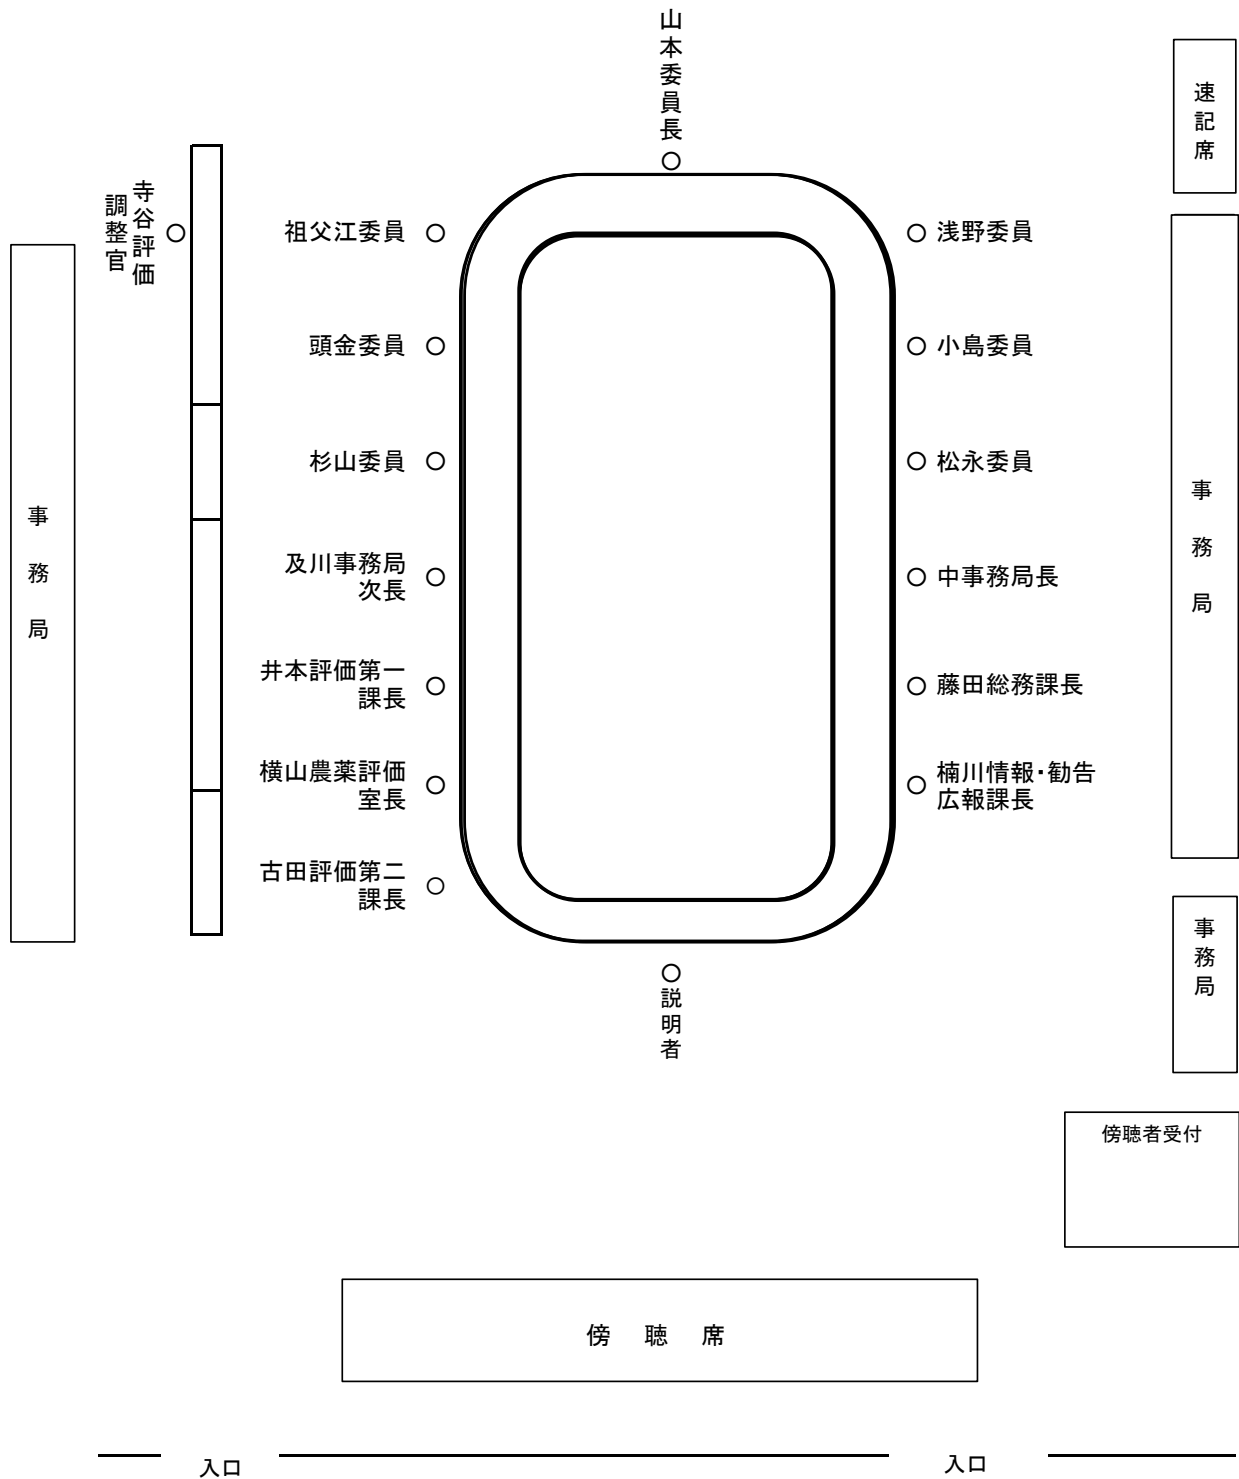 山本委員長
速記席
寺谷評価
調整官
祖父江委員
浅野委員
頭金委員
小島委員
杉山委員
松永委員
事務局
事務局
及川事務局
次長
中事務局長
井本評価第一
課長
藤田総務課長
横山農薬評価
室長
楠川情報・勧告
広報課長
古田評価第二
課長
事務局
説明者
傍聴者受付
傍聴席
入口
入口